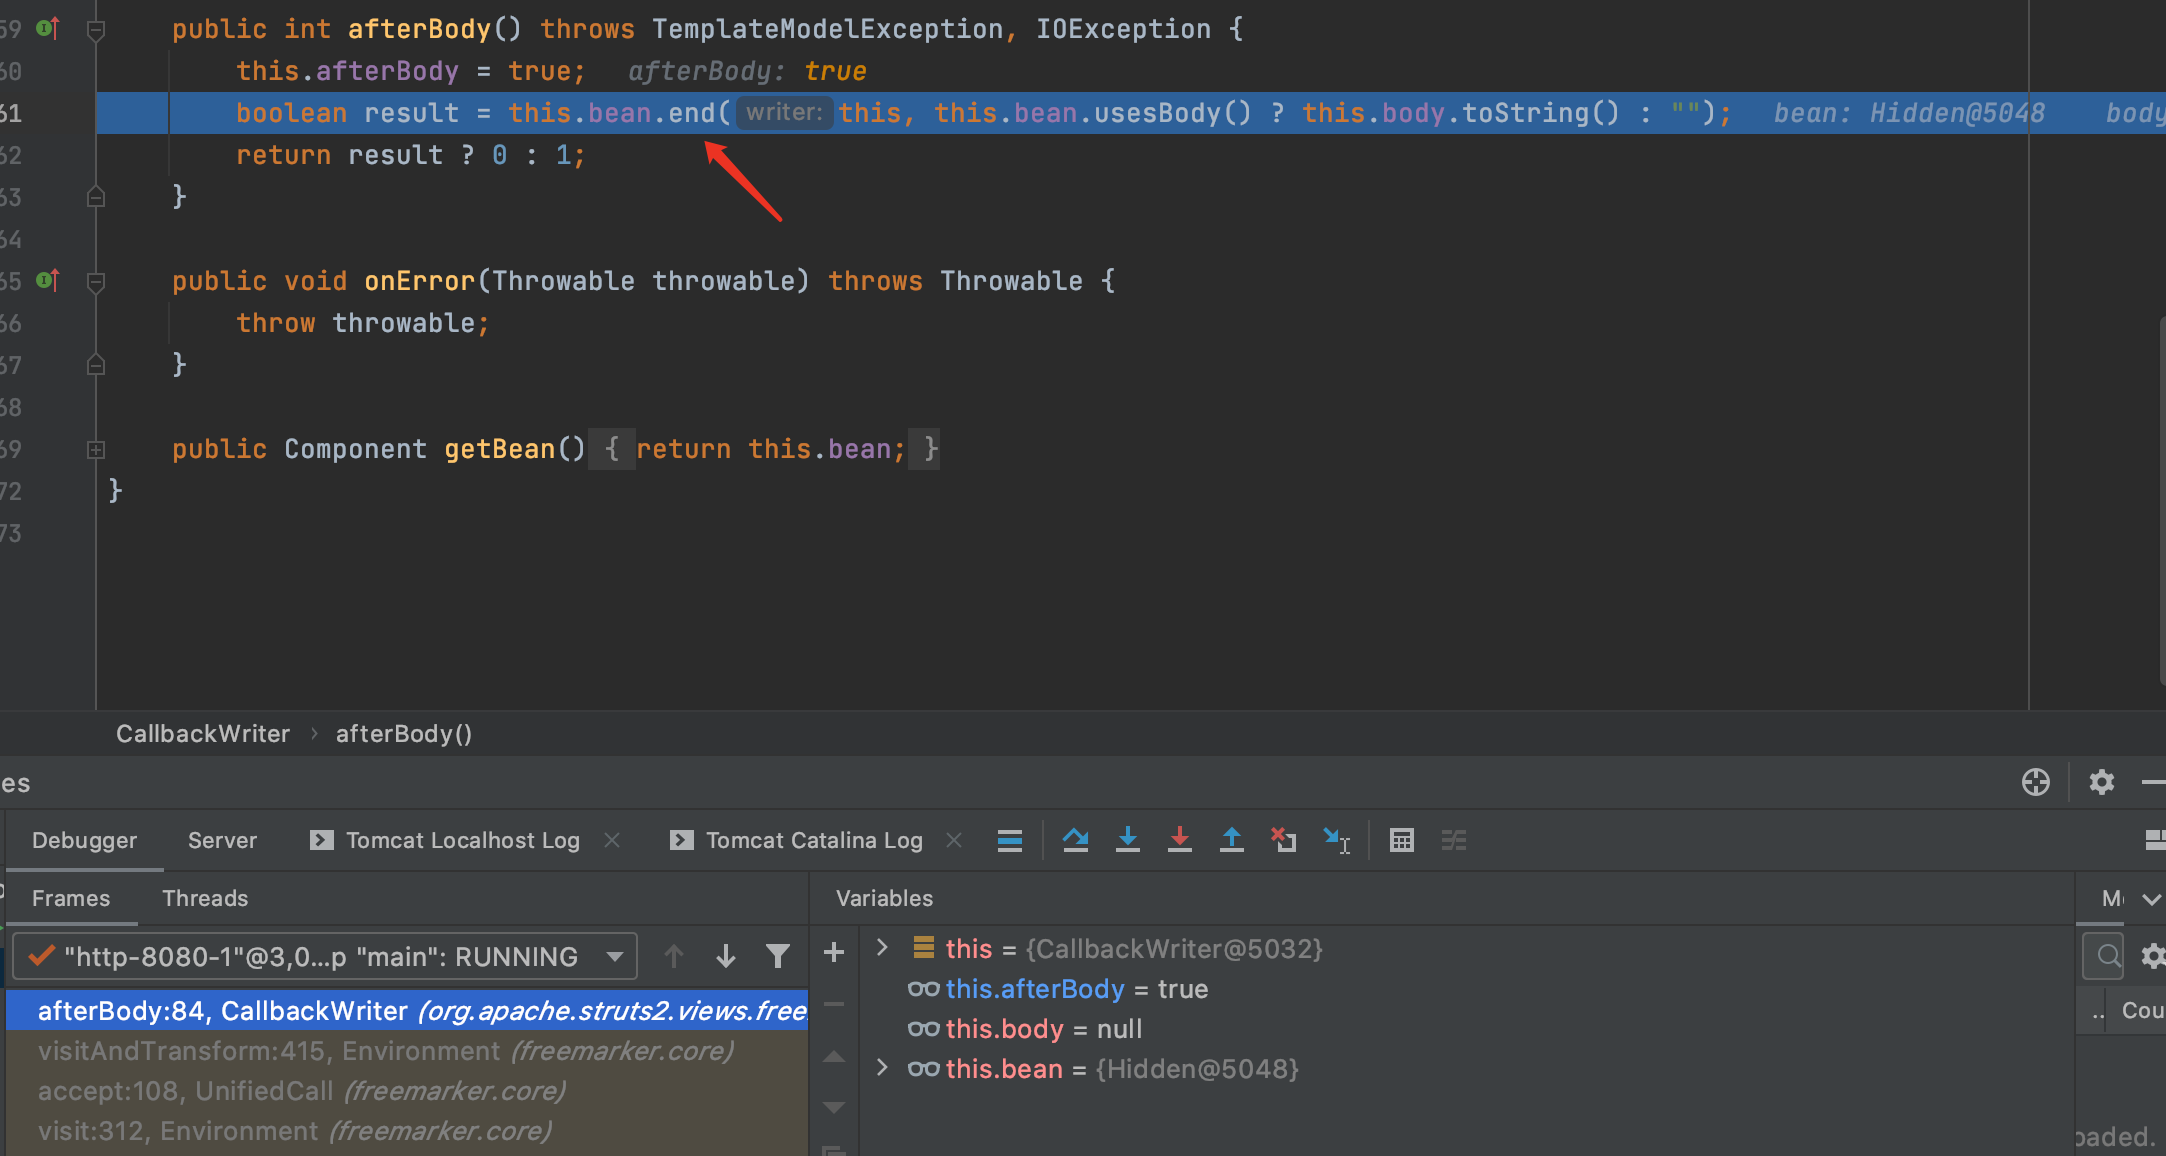 59 public int afterBody() throws TemplateModelException, IOException {
60 this.afterBody = true; afterBody: true
61 boolean result = this.bean.end( writer: this, this.bean.usesBody() ? this.body.toString() : ""); bean: Hidden@5048 body
62 return result ? 0 : 1;
63 }
64
65 public void onError(Throwable throwable) throws Throwable {
66 throw throwable;
67 }
68
69 public Component getBean() { return this.bean; }
72 }
73
CallbackWriter › afterBody()
es
Debugger Server Tomcat Localhost Log Tomcat Catalina Log
Frames Threads Variables
"http-8080-1"@3,0...p "main": RUNNING
afterBody:84, CallbackWriter (org.apache.struts2.views.free
visitAndTransform:415, Environment (freemarker.core)
accept:108, UnifiedCall (freemarker.core)
visit:312, Environment (freemarker.core)
this = {CallbackWriter@5032}
this.afterBody = true
this.body = null
this.bean = {Hidden@5048}
.. Cou
oaded.